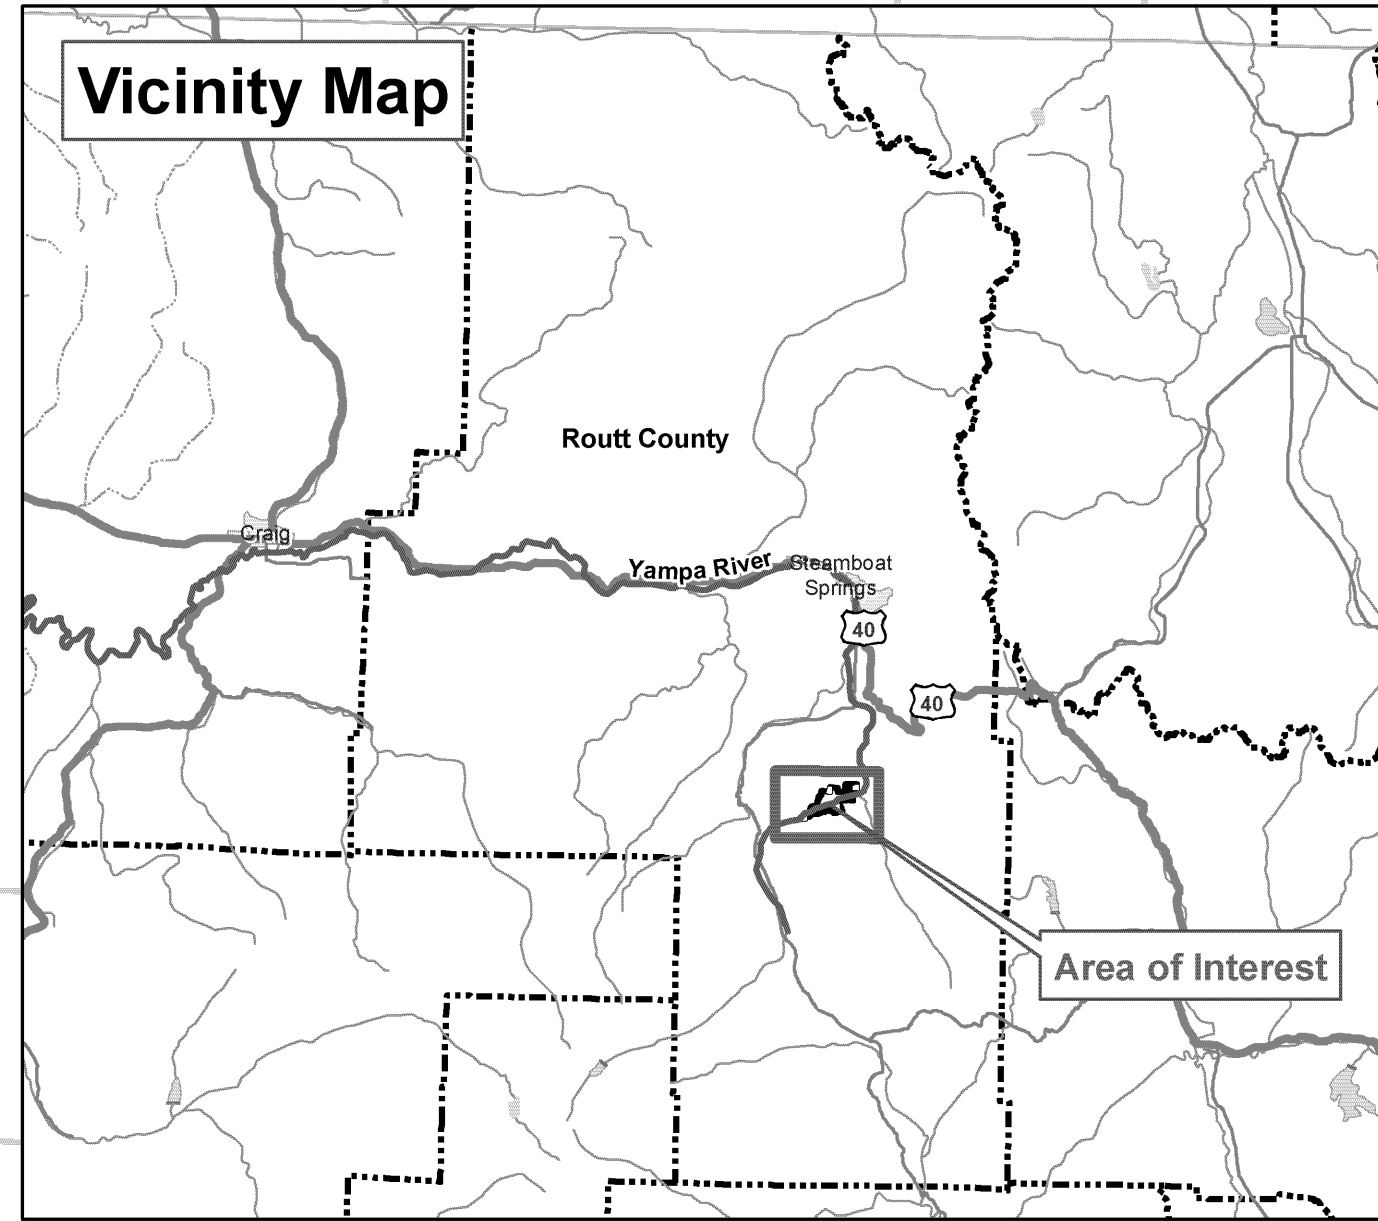 Vicinity Map
Routt County
Craig
Yampa River
Steamboat
Springs
40
40
Area of Interest